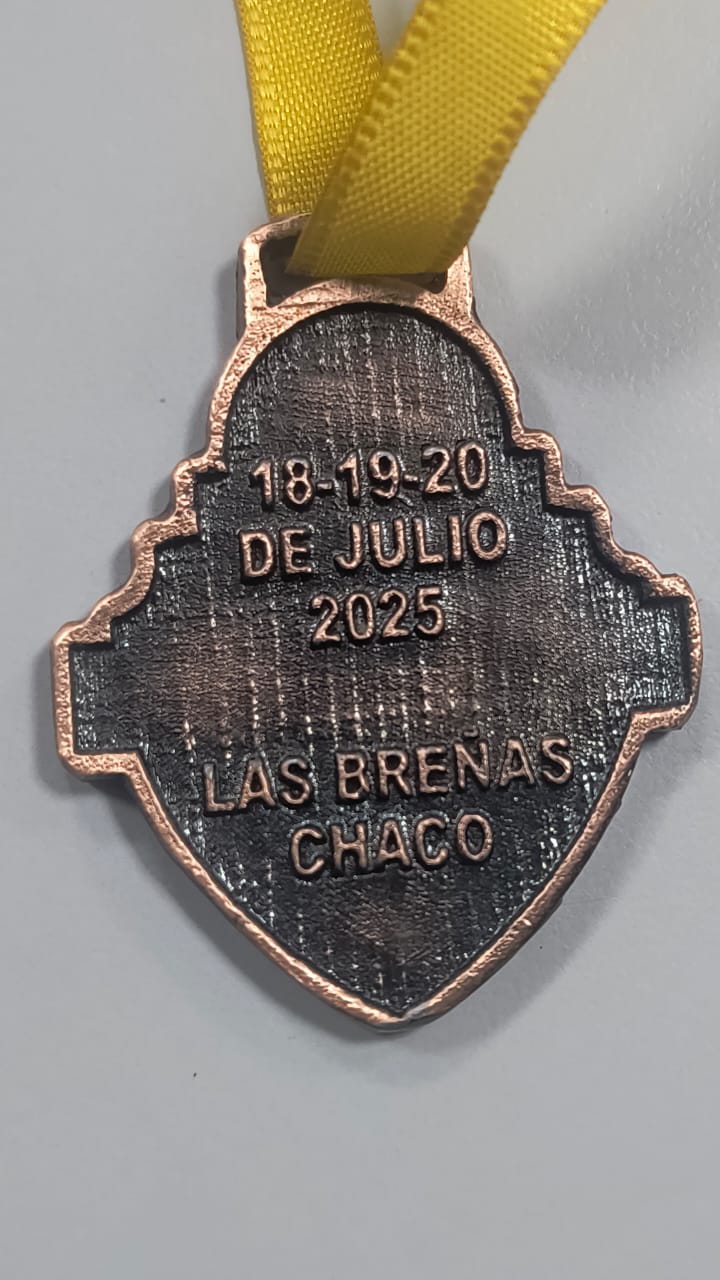 18-19-20
DE JULIO
2025
LAS BREÑAS
CHACO